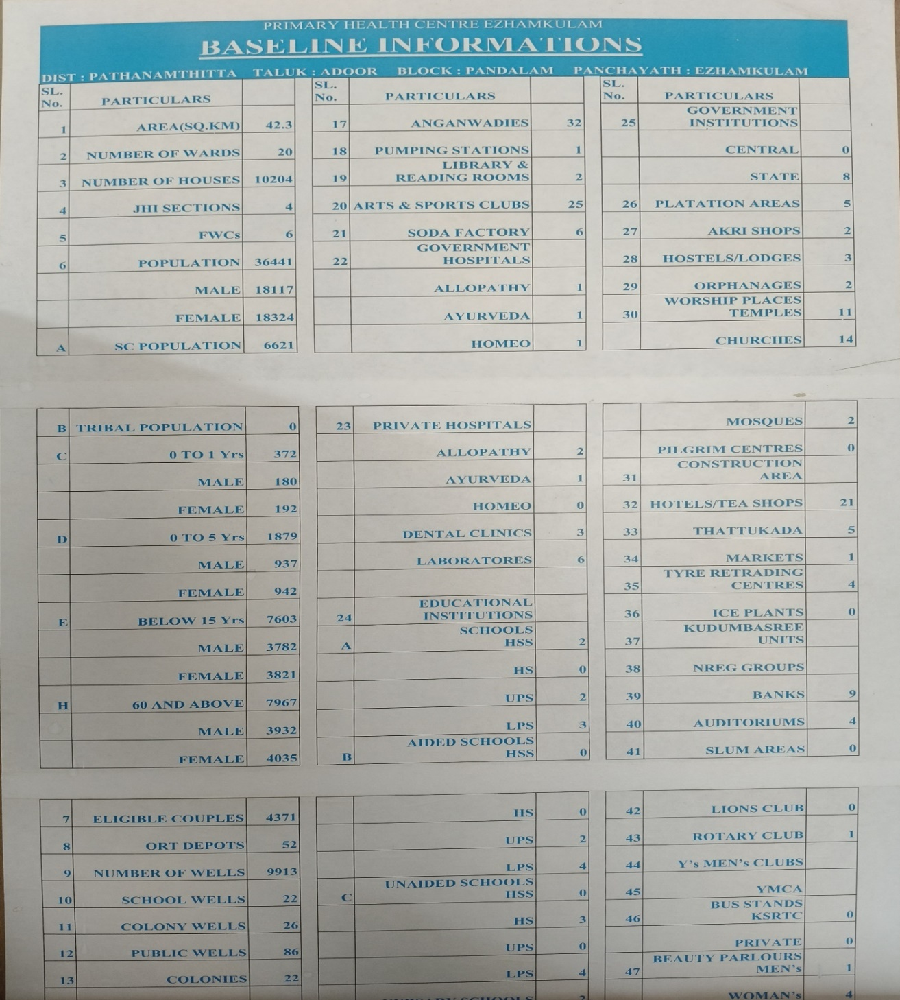 PRIMARY HEALTH CENTRE EZHAMKULAM
BASELINE INFORMATIONS
DIST : PATHANAMTHITTA TALUK : ADOOR BLOCK : PANDALAM PANCHAYATH : EZHAMKULAM
SL. No. PARTICULARS
1 AREA(SQ.KM) 42.3
2 NUMBER OF WARDS 20
3 NUMBER OF HOUSES 10204
4 JHI SECTIONS 4
5 FWCs 6
6 POPULATION 36441
MALE 18117
FEMALE 18324
A SC POPULATION 6621
B TRIBAL POPULATION 0
C 0 TO 1 Yrs 372
MALE 180
FEMALE 192
D 0 TO 5 Yrs 1879
MALE 937
FEMALE 942
E BELOW 15 Yrs 7603
MALE 3782
FEMALE 3821
H 60 AND ABOVE 7967
MALE 3932
FEMALE 4035
7 ELIGIBLE COUPLES 4371
8 ORT DEPOTS 52
9 NUMBER OF WELLS 9913
10 SCHOOL WELLS 22
11 COLONY WELLS 26
12 PUBLIC WELLS 86
13 COLONIES 22
SL. No. PARTICULARS
17 ANGANWADIES 32
18 PUMPING STATIONS 1
LIBRARY &
19 READING ROOMS 2
20 ARTS & SPORTS CLUBS 25
21 SODA FACTORY 6
GOVERNMENT
22 HOSPITALS
ALLOPATHY 1
AYURVEDA 1
HOMEO 1
23 PRIVATE HOSPITALS
ALLOPATHY 2
AYURVEDA 1
HOMEO 0
DENTAL CLINICS 3
LABORATORES 6
EDUCATIONAL
24 INSTITUTIONS
SCHOOLS
A HSS 2
HS 0
UPS 2
LPS 3
AIDED SCHOOLS
B HSS 0
HS 0
UPS 2
LPS 4
UNAIDED SCHOOLS
C HSS 0
HS 3
UPS 0
LPS 4
SCHOOLS
SL. No. PARTICULARS
GOVERNMENT
25 INSTITUTIONS
CENTRAL 0
STATE 8
26 PLATATION AREAS 5
27 AKRI SHOPS 2
28 HOSTELS/LODGES 3
29 ORPHANAGES 2
WORSHIP PLACES
30 TEMPLES 11
CHURCHES 14
MOSQUES 2
PILGRIM CENTRES 0
CONSTRUCTION
31 AREA
32 HOTELS/TEA SHOPS 21
33 THATTUKADA 5
34 MARKETS 1
TYRE RETRADING
35 CENTRES 4
36 ICE PLANTS 0
KUDUMBASREE
37 UNITS
38 NREG GROUPS
39 BANKS 9
40 AUDITORIUMS 4
41 SLUM AREAS 0
42 LIONS CLUB 0
43 ROTARY CLUB 1
44 Y's MEN's CLUBS
45 YMCA
BUS STANDS
46 KSRTC 0
PRIVATE 0
BEAUTY PARLOURS
47 MEN's 1
WOMAN's 4